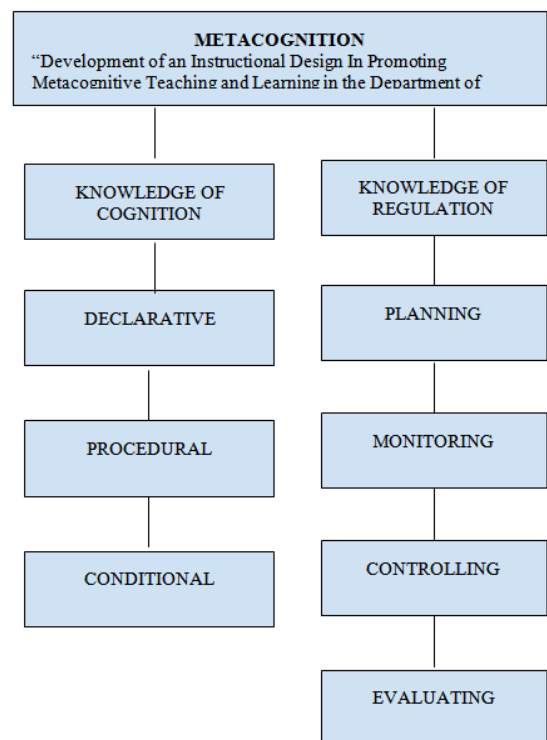 METACOGNITION
“Development of an Instructional Design In Promoting
Metacognitive Teaching and Learning in the Department of
KNOWLEDGE OF
COGNITION
DECLARATIVE
PROCEDURAL
CONDITIONAL
KNOWLEDGE OF
REGULATION
PLANNING
MONITORING
CONTROLLING
EVALUATING